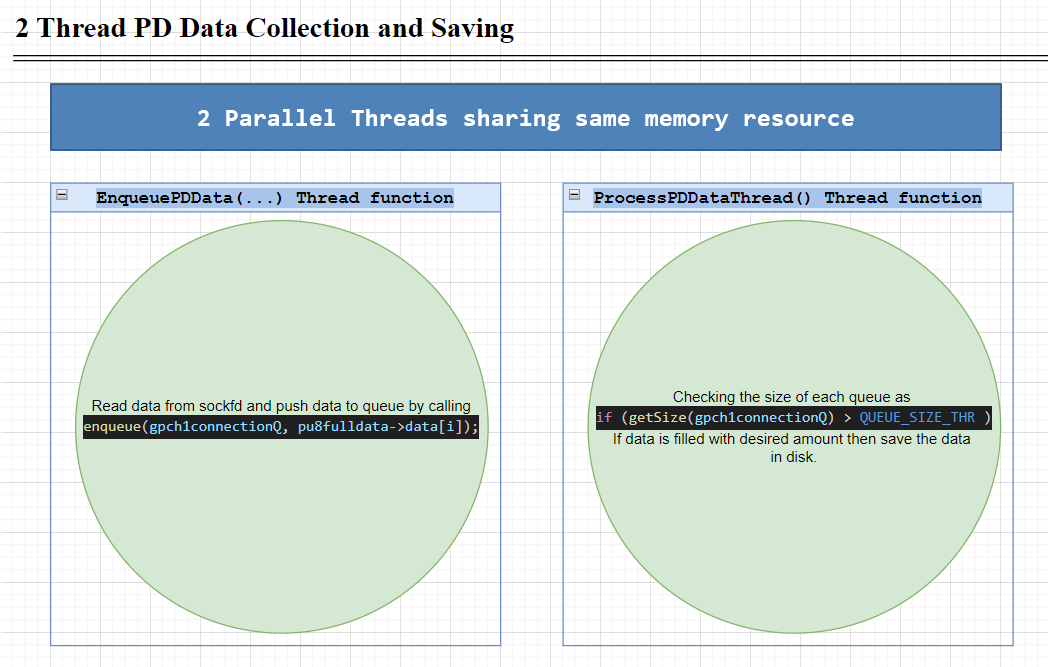 2 Thread PD Data Collection and Saving
2 Parallel Threads sharing same memory resource
EnqueuePDData(...) Thread function
Read data from sockfd and push data to queue by calling
enqueue(gpch1connectionQ, pu8fulldata->data[i]);
ProcessPDDataThread() Thread function
Checking the size of each queue as
if (getSize(gpch1connectionQ) > QUEUE_SIZE_THR )
If data is filled with desired amount then save the data
in disk.